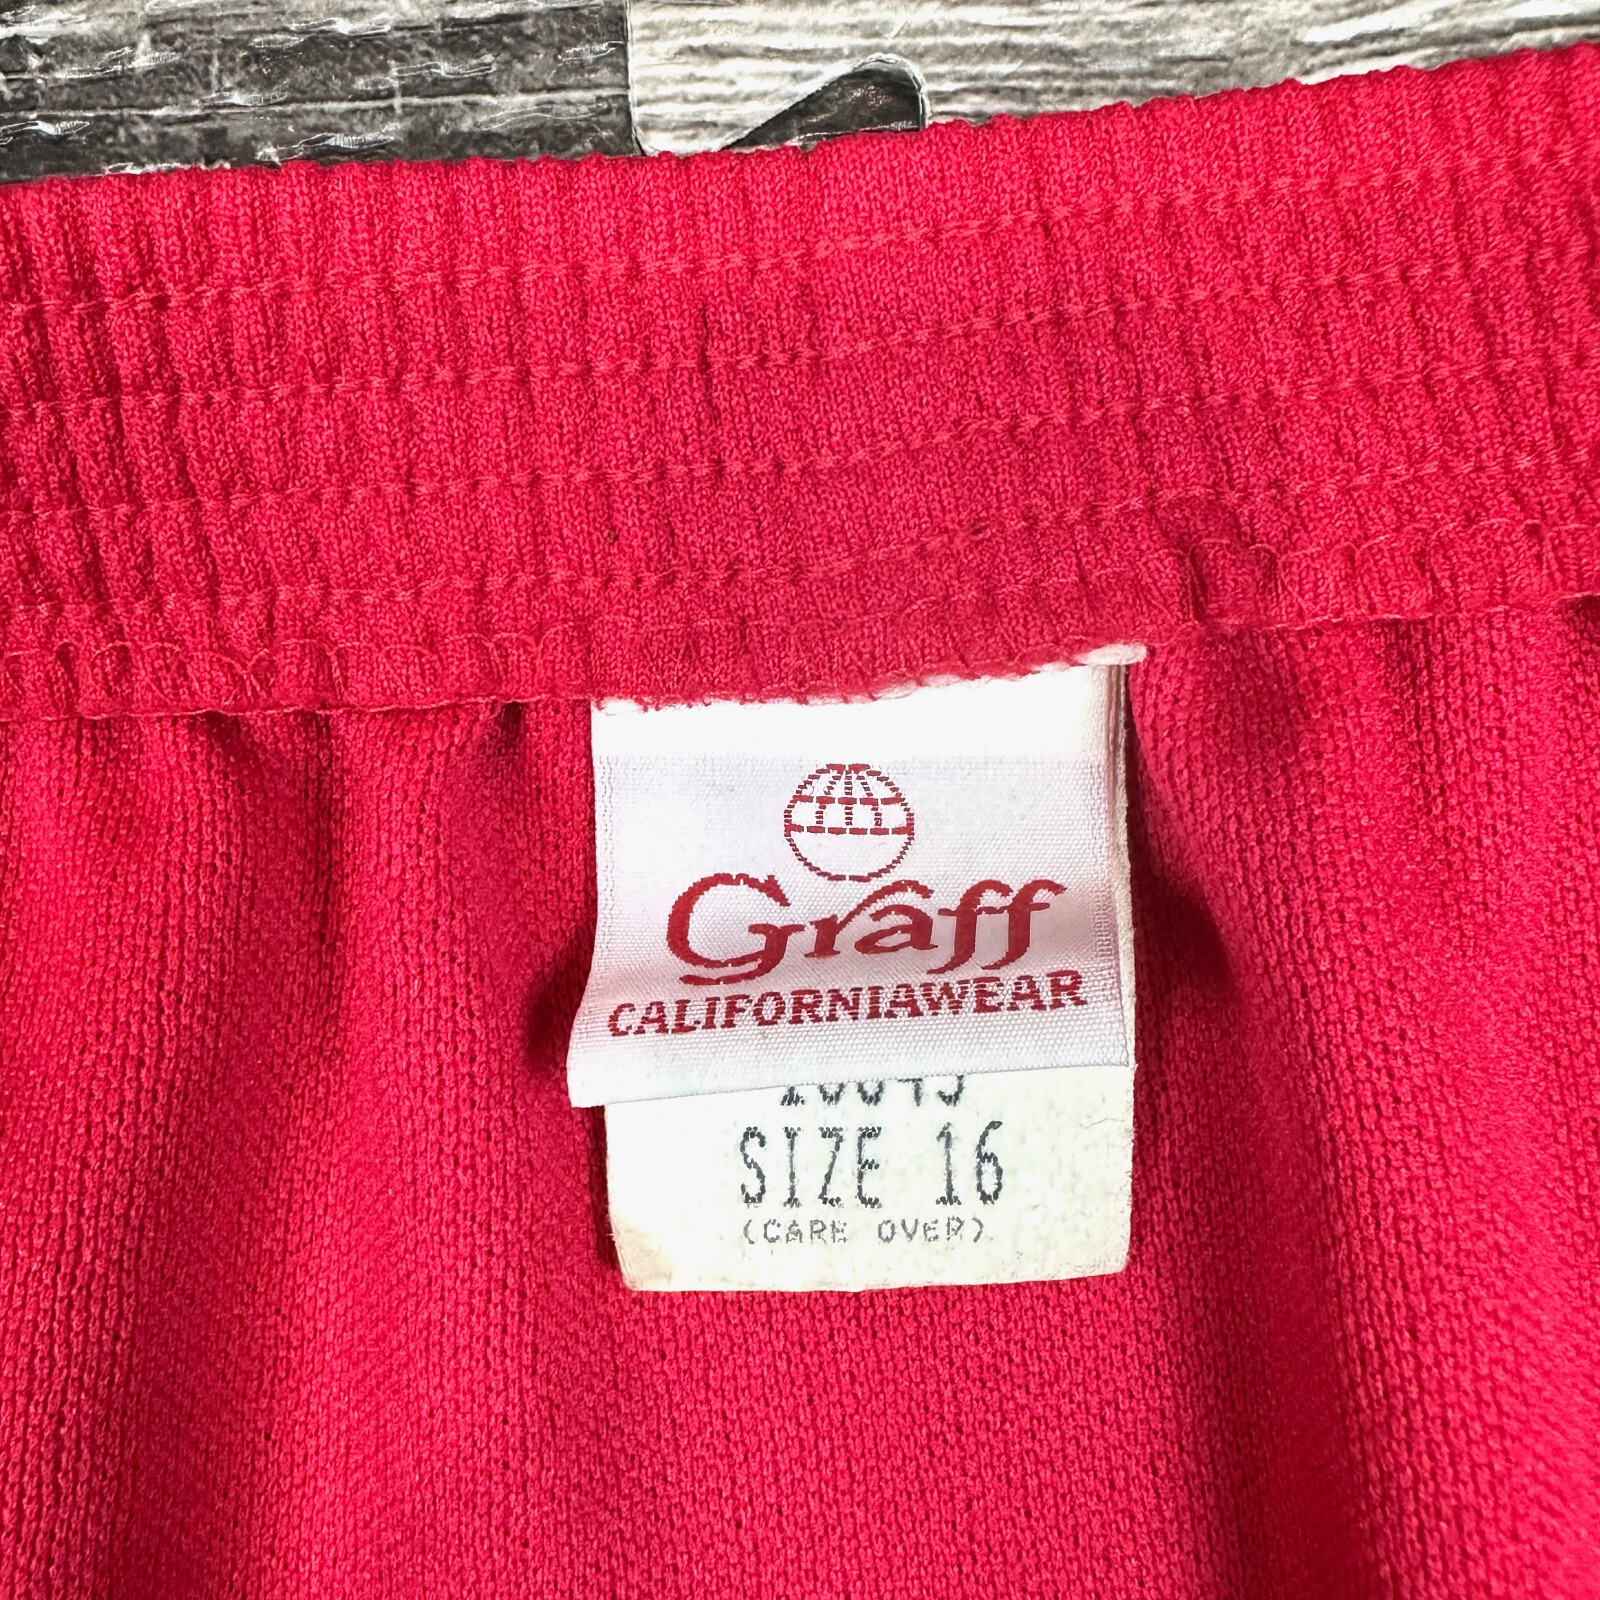 Graff
CALIFORNIAWEAR
SIZE 16
(CARE OVER)